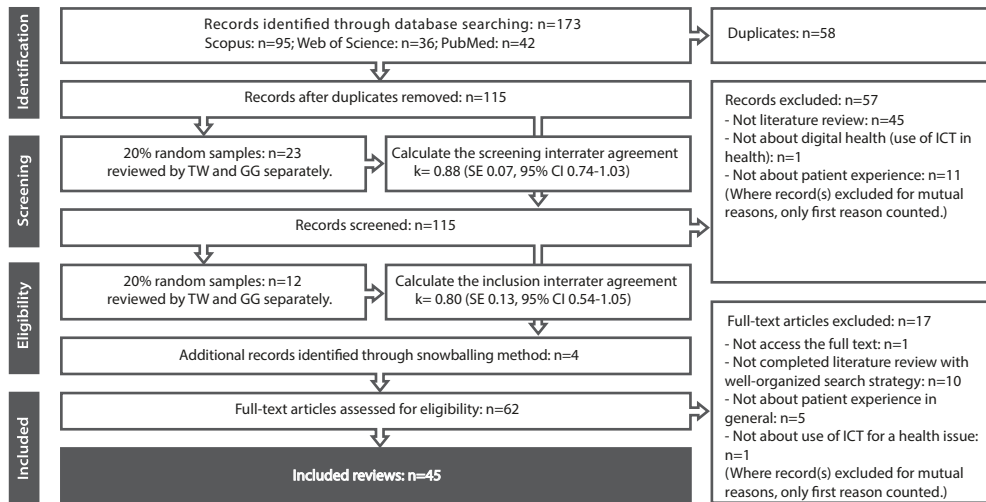 Identification
Records identified through database searching: n=173
Scopus: n=95; Web of Science: n=36; PubMed: n=42
Duplicates: n=58
Records after duplicates removed: n=115
Screening
20% random samples: n=23
reviewed by TW and GG separately.
Calculate the screening interrater agreement
k= 0.88 (SE 0.07, 95% CI 0.74-1.03)
Records screened: n=115
Records excluded: n=57
- Not literature review: n=45
- Not about digital health (use of ICT in
health): n=1
- Not about patient experience: n=11
(Where record(s) excluded for mutual
reasons, only first reason counted.)
Eligibility
20% random samples: n=12
reviewed by TW and GG separately.
Calculate the inclusion interrater agreement
k= 0.80 (SE 0.13, 95% CI 0.54-1.05)
Additional records identified through snowballing method: n=4
Included
Full-text articles assessed for eligibility: n=62
Full-text articles excluded: n=17
- Not access the full text: n=1
- Not completed literature review with
well-organized search strategy: n=10
- Not about patient experience in
general: n=5
- Not about use of ICT for a health issue:
n=1
(Where record(s) excluded for mutual
reasons, only first reason counted.)
Included reviews: n=45